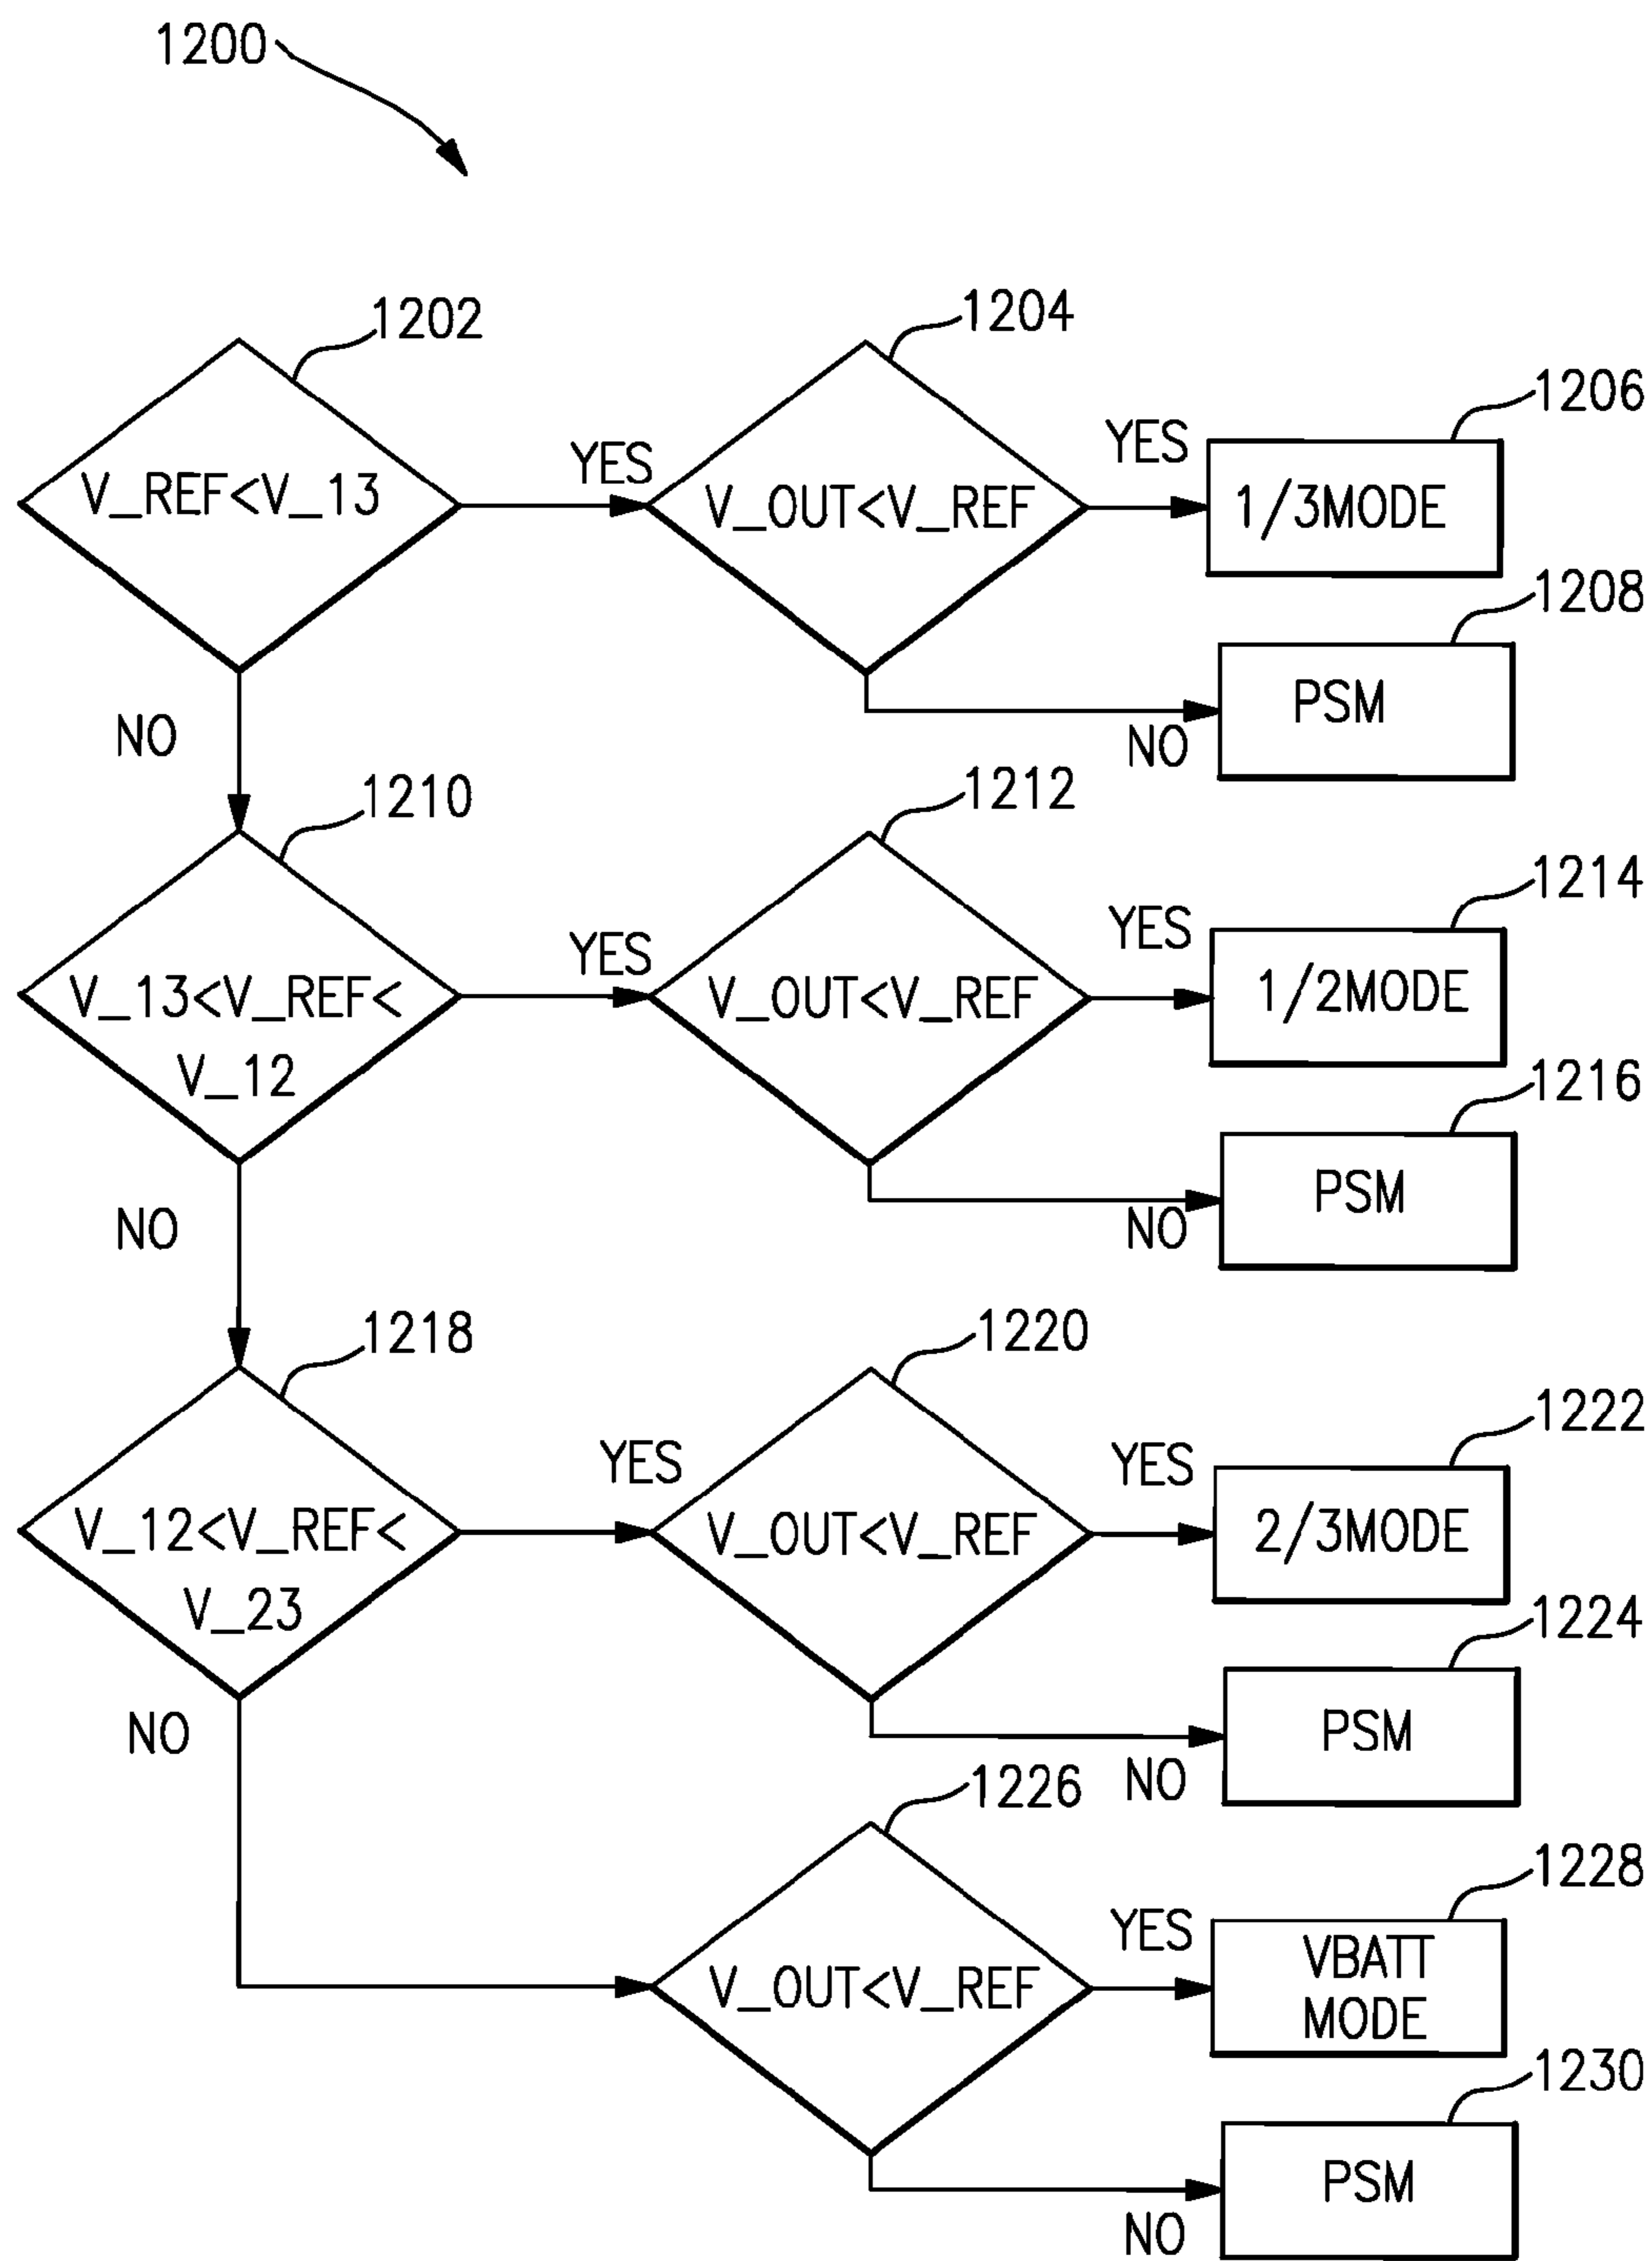 1200
1202
1204
1206
V_REF<V_13
YES
V_OUT<V_REF
YES
1/3MODE
1208
NO
NO
PSM
1210
1212
1214
V_13<V_REF<
V_12
YES
V_OUT<V_REF
YES
1/2MODE
1216
NO
NO
PSM
1218
1220
1222
V_12<V_REF<
V_23
YES
V_OUT<V_REF
YES
2/3MODE
1224
NO
NO
PSM
1226
1228
V_OUT<V_REF
YES
VBATT
MODE
1230
NO
PSM